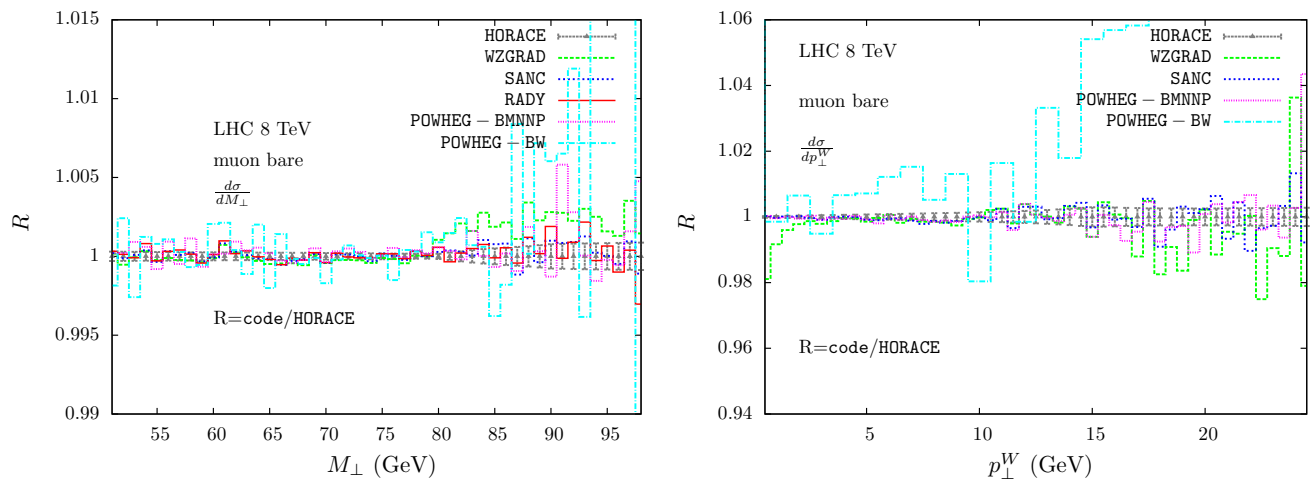 1.015
1.01
1.005
1
0.995
0.99
R
HORACE
WZGRAD
SANC
RADY
POWHEG − BMNNP
POWHEG − BW
LHC 8 TeV
muon bare
dσ
dM⊥
R=code/HORACE
55 60 65 70 75 80 85 90 95
M⊥ (GeV)
1.06
1.04
1.02
1
0.98
0.96
0.94
R
HORACE
WZGRAD
SANC
POWHEG − BMNNP
POWHEG − BW
LHC 8 TeV
muon bare
dσ
dp⊥^W
R=code/HORACE
5 10 15 20
p⊥^W (GeV)